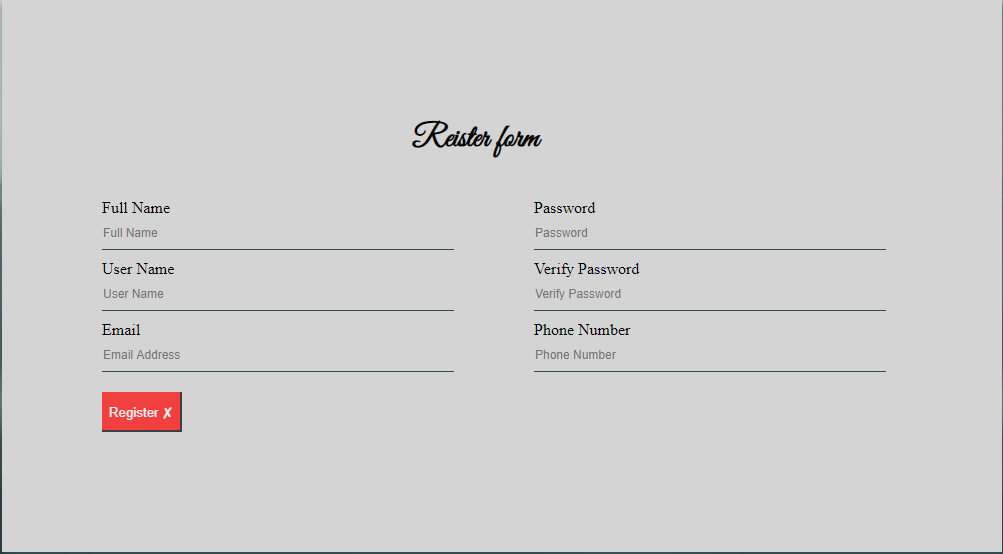 Reister form
Full Name
Full Name
User Name
User Name
Email
Email Address
Password
Password
Verify Password
Verify Password
Phone Number
Phone Number
Register ✘